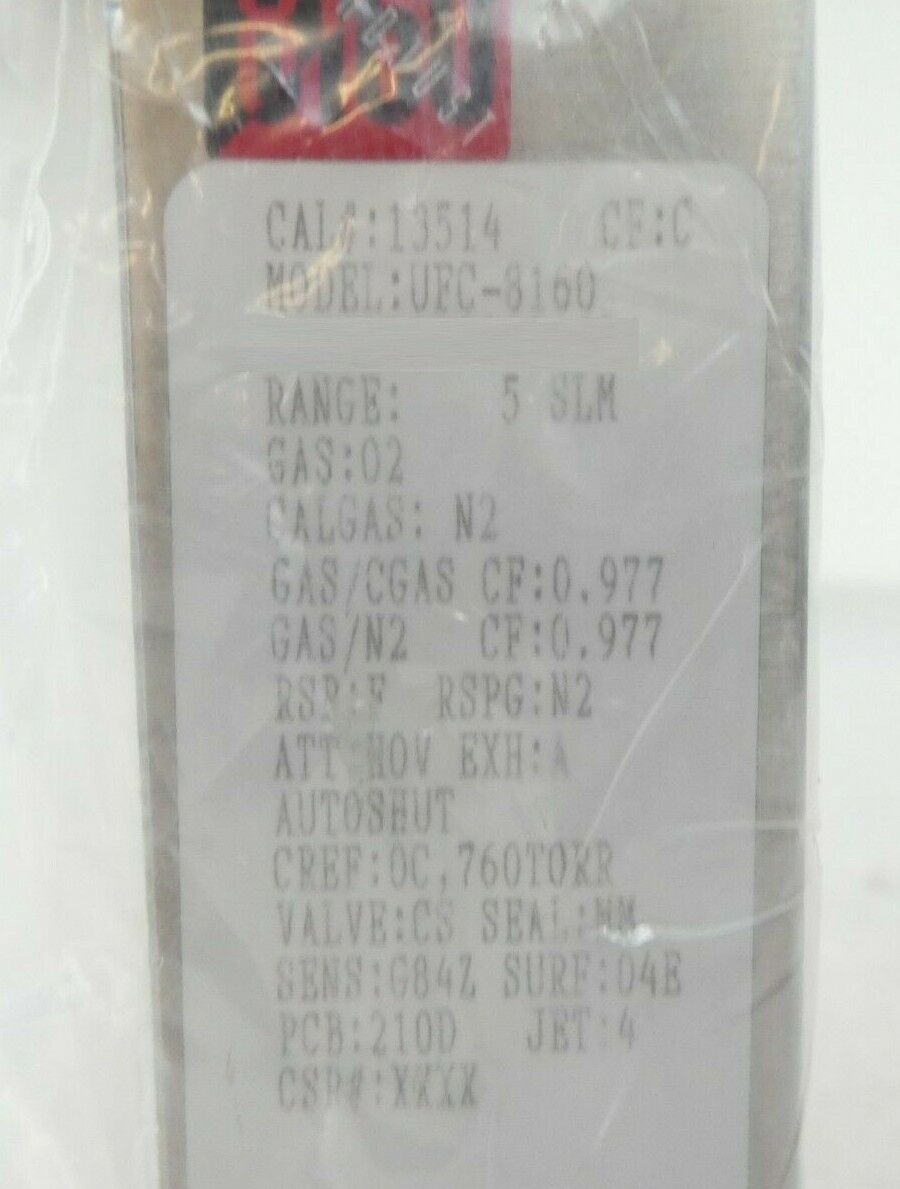 CAL#:13514 CF:C
MODEL:UFC-8160
RANGE: 5 SLM
GAS:O2
CALGAS: N2
GAS/CGAS CF:0.977
GAS/N2 CF:0.977
RSP:F RSPG:N2
ATT:HOV EXH:A
AUTOSHUT
CREF:0C,760TORR
VALVE:CS SEAL:MM
SENS:G84Z SURF:04E
PCB:210D JET:4
CSR#:XXXX